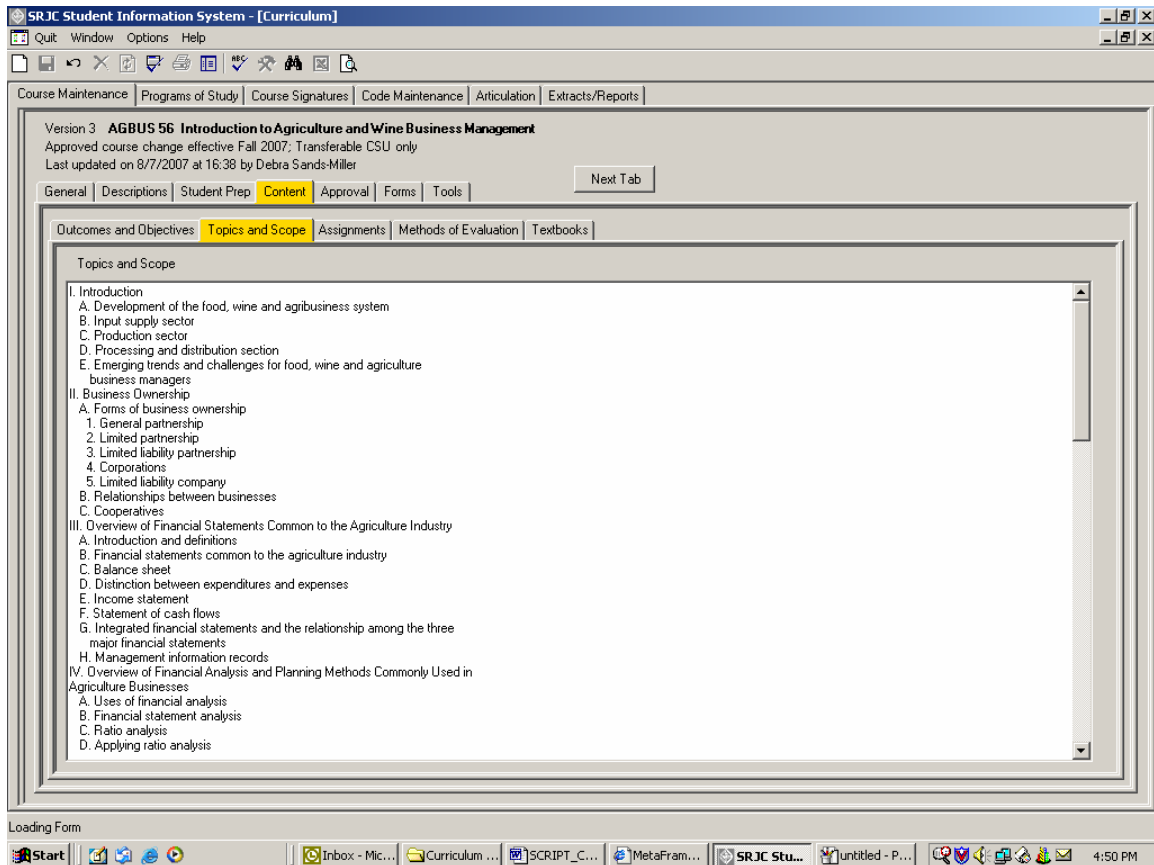 SRJC Student Information System - [Curriculum]
Quit Window Options Help
ABC
Course Maintenance Programs of Study Course Signatures Code Maintenance Articulation Extracts/Reports
Version 3 AGBUS 56 Introduction to Agriculture and Wine Business Management
Approved course change effective Fall 2007; Transferable CSU only
Last updated on 8/7/2007 at 16:38 by Debra Sands-Miller
Next Tab
General Descriptions Student Prep Content Approval Forms Tools
Outcomes and Objectives Topics and Scope Assignments Methods of Evaluation Textbooks
Topics and Scope
I. Introduction
A. Development of the food, wine and agribusiness system
B. Input supply sector
C. Production sector
D. Processing and distribution section
E. Emerging trends and challenges for food, wine and agriculture
business managers
II. Business Ownership
A. Forms of business ownership
1. General partnership
2. Limited partnership
3. Limited liability partnership
4. Corporations
5. Limited liability company
B. Relationships between businesses
C. Cooperatives
III. Overview of Financial Statements Common to the Agriculture Industry
A. Introduction and definitions
B. Financial statements common to the agriculture industry
C. Balance sheet
D. Distinction between expenditures and expenses
E. Income statement
F. Statement of cash flows
G. Integrated financial statements and the relationship among the three
major financial statements
H. Management information records
IV. Overview of Financial Analysis and Planning Methods Commonly Used in
Agriculture Businesses
A. Uses of financial analysis
B. Financial statement analysis
C. Ratio analysis
D. Applying ratio analysis
Loading Form
Start Inbox - Mic... Curriculum ... SCRIPT_C... MetaFram... SRJC Stu... untitled - P... 4:50 PM